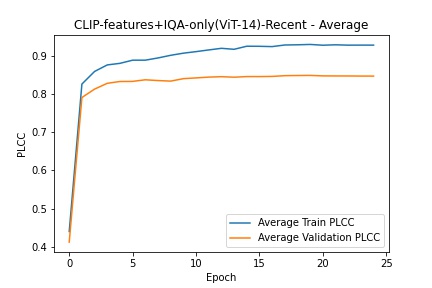 CLIP-features+IQA-only(ViT-14)-Recent - Average
PLCC
0.9
0.8
0.7
0.6
0.5
0.4
0 5 10 15 20 25
Epoch
Average Train PLCC
Average Validation PLCC